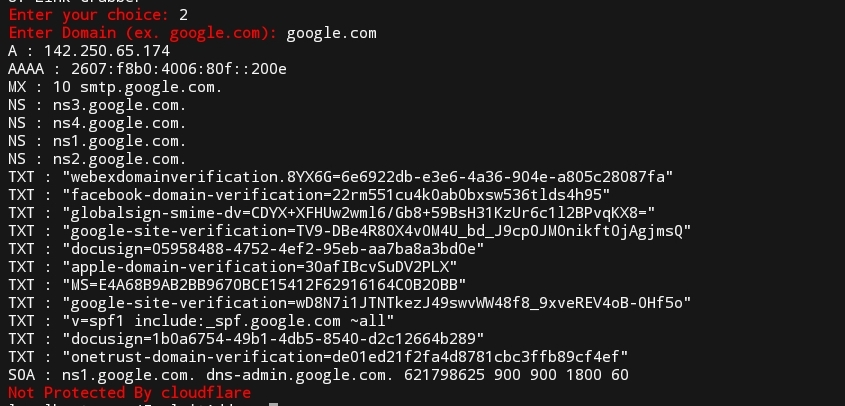 Enter your choice: 2
Enter Domain (ex. google.com): google.com
A : 142.250.65.174
AAAA : 2607:f8b0:4006:80f::200e
MX : 10 smtp.google.com.
NS : ns3.google.com.
NS : ns4.google.com.
NS : ns1.google.com.
NS : ns2.google.com.
TXT : "webexdomainverification.8YX6G=6e6922db-e3e6-4a36-904e-a805c28087fa"
TXT : "facebook-domain-verification=22rm551cu4k0ab0bxsw536tlds4h95"
TXT : "globalsign-smime-dv=CDYX+XFHUw2wml6/Gb8+59BsH31KzUr6c1l2BPvqKX8="
TXT : "google-site-verification=TV9-DBe4R80X4v0M4U_bd_J9cpOJM0nikft0jAgjmsQ"
TXT : "docusign=05958488-4752-4ef2-95eb-aa7ba8a3bd0e"
TXT : "apple-domain-verification=30afIBcvSuDV2PLX"
TXT : "MS=E4A68B9AB2BB9670BCE15412F62916164C0B20BB"
TXT : "google-site-verification=wD8N7i1JTNTkezJ49swvWW48f8_9xveREV4oB-0Hf5o"
TXT : "v=spf1 include:_spf.google.com ~all"
TXT : "docusign=1b0a6754-49b1-4db5-8540-d2c12664b289"
TXT : "onetrust-domain-verification=de01ed21f2fa4d8781cbc3ffb89cf4ef"
SOA : ns1.google.com. dns-admin.google.com. 621798625 900 900 1800 60
Not Protected By cloudflare